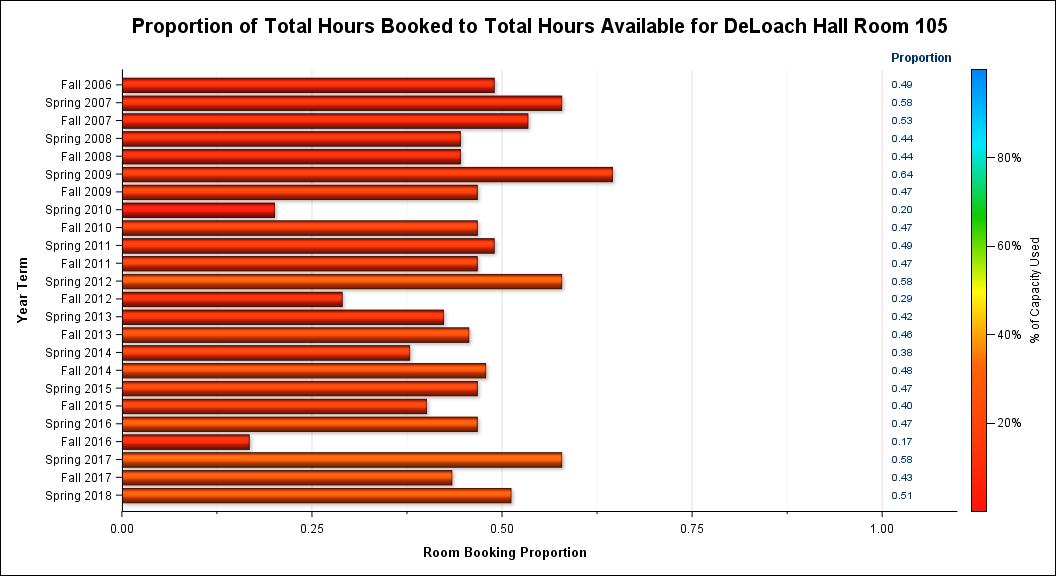 Proportion of Total Hours Booked to Total Hours Available for DeLoach Hall Room 105
Proportion
Fall 2006 0.49
Spring 2007 0.58
Fall 2007 0.53
Spring 2008 0.44
Fall 2008 0.44
Spring 2009 0.64
Fall 2009 0.47
Spring 2010 0.20
Fall 2010 0.47
Spring 2011 0.49
Fall 2011 0.47
Spring 2012 0.58
Fall 2012 0.29
Spring 2013 0.42
Fall 2013 0.46
Spring 2014 0.38
Fall 2014 0.48
Spring 2015 0.47
Fall 2015 0.40
Spring 2016 0.47
Fall 2016 0.17
Spring 2017 0.58
Fall 2017 0.43
Spring 2018 0.51
Year Term
80%
60%
40%
20%
% of Capacity Used
0.00 0.25 0.50 0.75 1.00
Room Booking Proportion